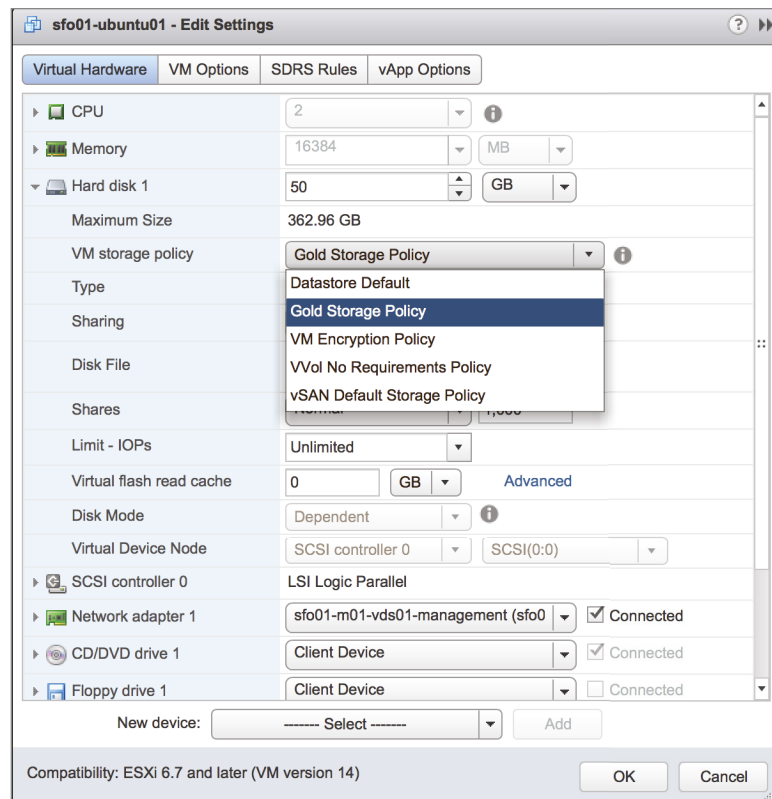 sfo01-ubuntu01 - Edit Settings
Virtual Hardware VM Options SDRS Rules vApp Options
CPU 2
Memory 16384 MB
Hard disk 1 50 GB
Maximum Size 362.96 GB
VM storage policy Gold Storage Policy
Datastore Default
Type
Gold Storage Policy
Sharing
VM Encryption Policy
Disk File
VVol No Requirements Policy
vSAN Default Storage Policy
Shares Normal 1,000
Limit - IOPs Unlimited
Virtual flash read cache 0 GB Advanced
Disk Mode Dependent
Virtual Device Node SCSI controller 0 SCSI(0:0)
SCSI controller 0 LSI Logic Parallel
Network adapter 1 sfo01-m01-vds01-management (sfo0 Connected
CD/DVD drive 1 Client Device Connected
Floppy drive 1 Client Device Connected
New device: ------- Select ------- Add
Compatibility: ESXi 6.7 and later (VM version 14) OK Cancel